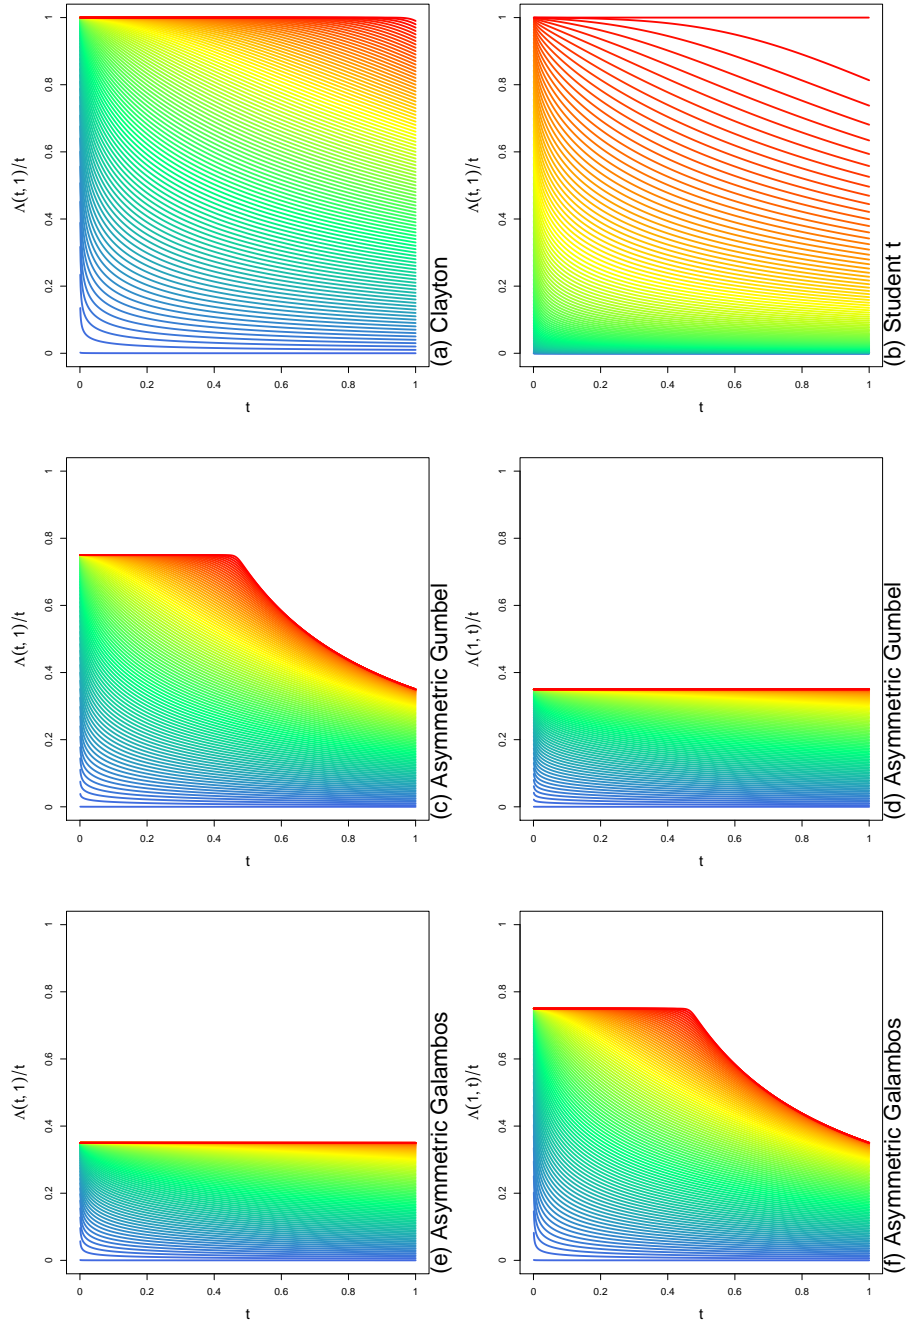 Λ(t, 1)/t
0 0.2 0.4 0.6 0.8 1
0 0.2 0.4 0.6 0.8 1
t
(a) Clayton
Λ(t, 1)/t
0 0.2 0.4 0.6 0.8 1
0 0.2 0.4 0.6 0.8 1
t
(b) Student t
Λ(t, 1)/t
0 0.2 0.4 0.6 0.8 1
0 0.2 0.4 0.6 0.8 1
t
(c) Asymmetric Gumbel
Λ(1, t)/t
0 0.2 0.4 0.6 0.8 1
0 0.2 0.4 0.6 0.8 1
t
(d) Asymmetric Gumbel
Λ(t, 1)/t
0 0.2 0.4 0.6 0.8 1
0 0.2 0.4 0.6 0.8 1
t
(e) Asymmetric Galambos
Λ(1, t)/t
0 0.2 0.4 0.6 0.8 1
0 0.2 0.4 0.6 0.8 1
t
(f) Asymmetric Galambos